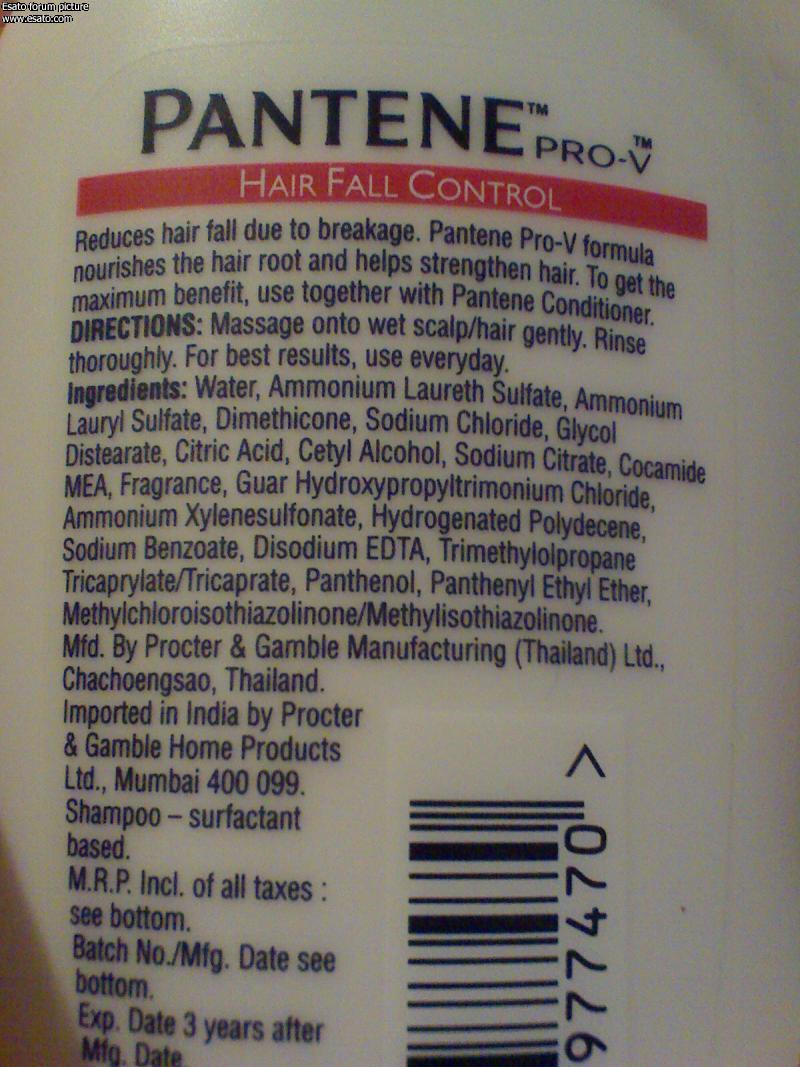 Esato forum picture
www.esato.com
PANTENE™
PRO-V™
HAIR FALL CONTROL
Reduces hair fall due to breakage. Pantene Pro-V formula
nourishes the hair root and helps strengthen hair. To get the
maximum benefit, use together with Pantene Conditioner.
DIRECTIONS: Massage onto wet scalp/hair gently. Rinse
thoroughly. For best results, use everyday.
Ingredients: Water, Ammonium Laureth Sulfate, Ammonium
Lauryl Sulfate, Dimethicone, Sodium Chloride, Glycol
Distearate, Citric Acid, Cetyl Alcohol, Sodium Citrate, Cocamide
MEA, Fragrance, Guar Hydroxypropyltrimonium Chloride,
Ammonium Xylenesulfonate, Hydrogenated Polydecene,
Sodium Benzoate, Disodium EDTA, Trimethylolpropane
Tricaprylate/Tricaprate, Panthenol, Panthenyl Ethyl Ether,
Methylchloroisothiazolinone/Methylisothiazolinone.
Mfd. By Procter & Gamble Manufacturing (Thailand) Ltd.,
Chachoengsao, Thailand.
Imported in India by Procter
& Gamble Home Products
Ltd., Mumbai 400 099.
Shampoo – surfactant
based.
M.R.P. Incl. of all taxes :
see bottom.
Batch No./Mfg. Date see
bottom.
Exp. Date 3 years after
Mfg. Date
977470 >